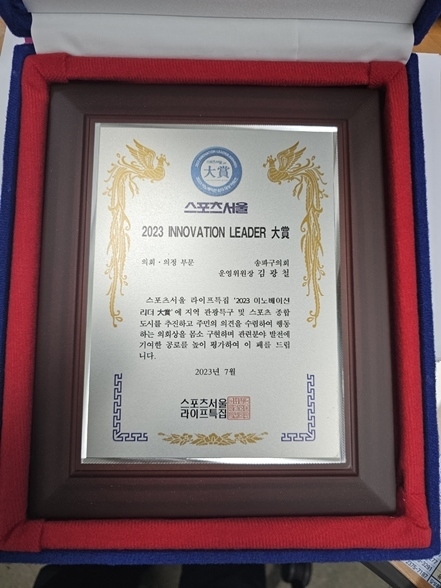 大賞
스포츠서울
2023 INNOVATION LEADER 大賞
의회·의정 부문 송파구의회
운영위원장 김광철
스포츠서울 라이프특집 '2023 이노베이션
리더 大賞'에 지역 관광특구 및 스포츠 종합
도시를 추진하고 주민의 의견을 수렴하여 행동
하는 의회상을 몸소 구현하며 관련분야 발전에
기여한 공로를 높이 평가하여 이 패를 드립
니다.
2023년 7월
스포츠서울
라이프특집